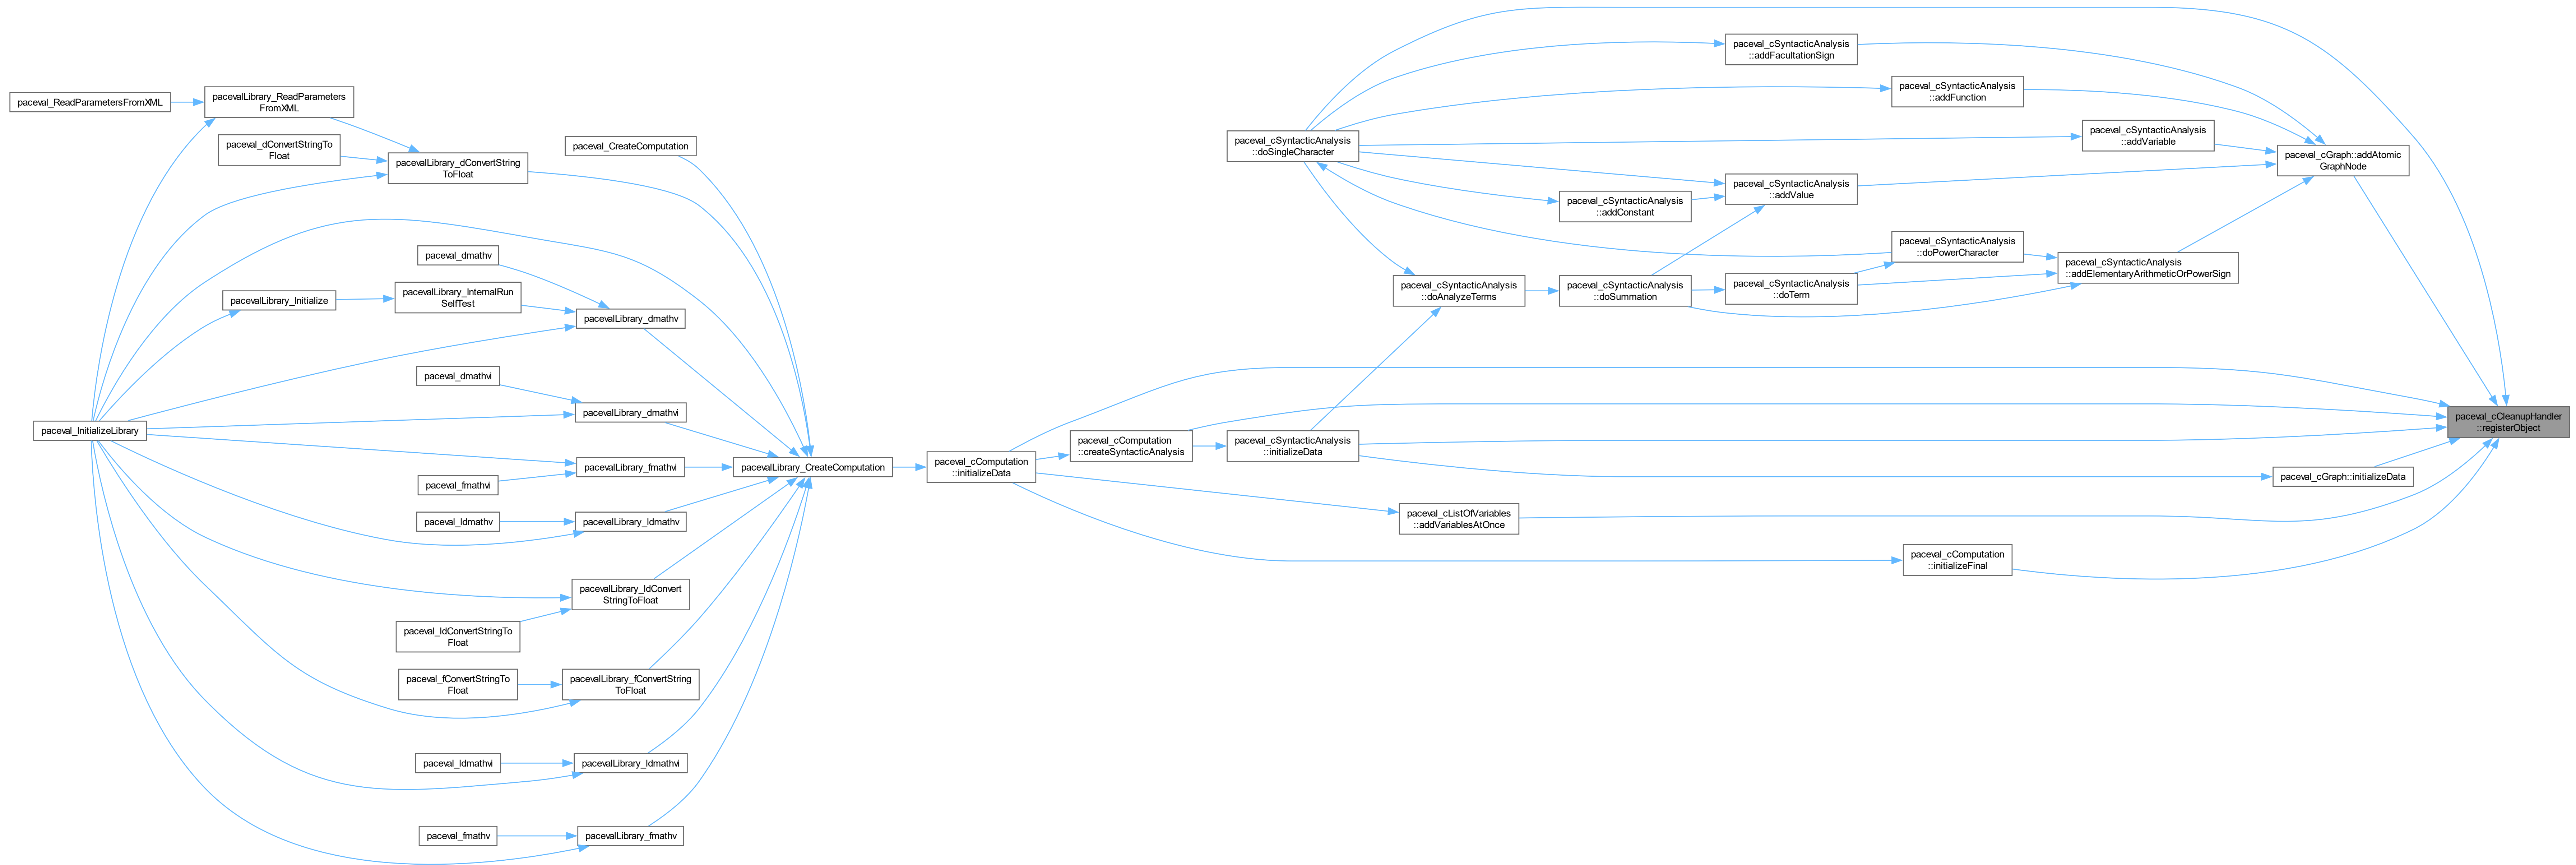 paceval_ReadParametersFromXML
pacevalLibrary_ReadParameters
FromXML
paceval_dConvertStringTo
Float
pacevalLibrary_dConvertString
ToFloat
paceval_CreateComputation
paceval_dmathv
pacevalLibrary_Initialize
pacevalLibrary_InternalRun
SelfTest
pacevalLibrary_dmathv
paceval_dmathvi
pacevalLibrary_dmathvi
paceval_InitializeLibrary
pacevalLibrary_fmathvi
paceval_fmathvi
pacevalLibrary_CreateComputation
paceval_ldmathv
pacevalLibrary_ldmathv
pacevalLibrary_ldConvert
StringToFloat
paceval_ldConvertStringTo
Float
paceval_fConvertStringTo
Float
pacevalLibrary_fConvertString
ToFloat
paceval_ldmathvi
pacevalLibrary_ldmathvi
paceval_fmathv
pacevalLibrary_fmathv
paceval_cComputation
::initializeData
paceval_cComputation
::createSyntacticAnalysis
paceval_cSyntacticAnalysis
::initializeData
paceval_cSyntacticAnalysis
::doSingleCharacter
paceval_cSyntacticAnalysis
::doAnalyzeTerms
paceval_cListOfVariables
::addVariablesAtOnce
paceval_cSyntacticAnalysis
::addConstant
paceval_cSyntacticAnalysis
::doSummation
paceval_cSyntacticAnalysis
::addFacultationSign
paceval_cSyntacticAnalysis
::addValue
paceval_cSyntacticAnalysis
::doTerm
paceval_cSyntacticAnalysis
::addFunction
paceval_cSyntacticAnalysis
::doPowerCharacter
paceval_cComputation
::initializeFinal
paceval_cSyntacticAnalysis
::addVariable
paceval_cSyntacticAnalysis
::addElementaryArithmeticOrPowerSign
paceval_cGraph::addAtomic
GraphNode
paceval_cGraph::initializeData
paceval_cCleanupHandler
::registerObject